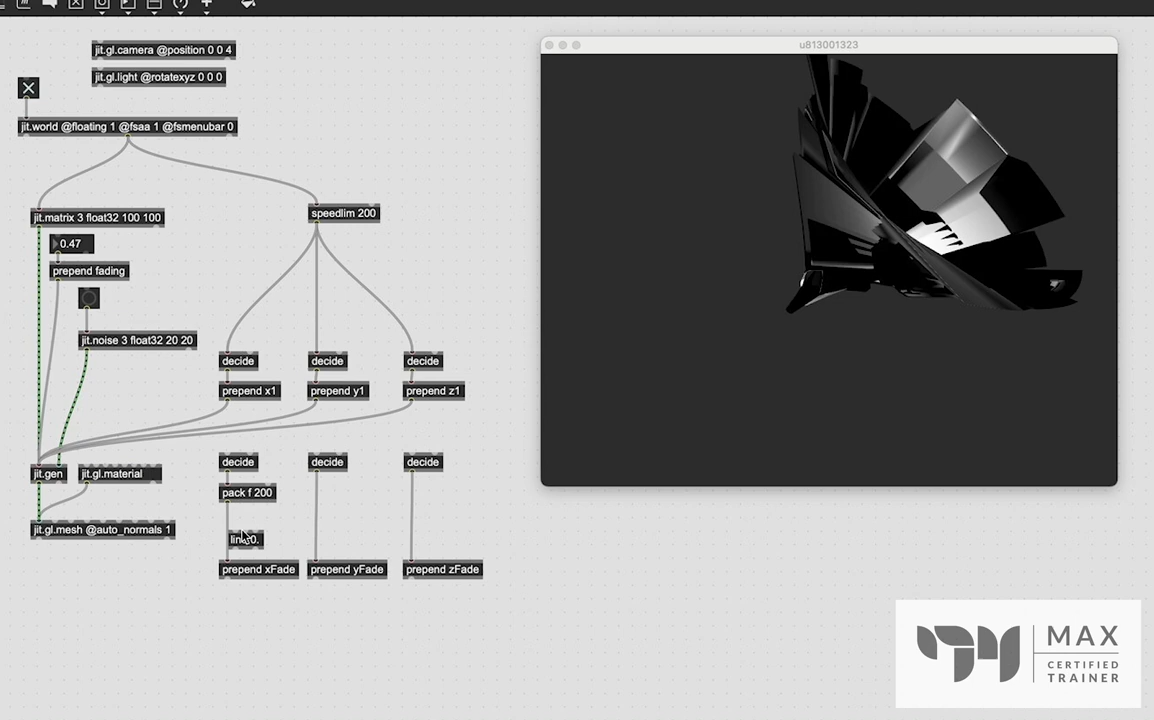 jit.gl.camera @position 0 0 4
u813001323
jit.gl.light @rotatexyz 0 0 0
jit.world @floating 1 @fsaa 1 @fsmenubar 0
jit.matrix 3 float32 100 100
speedlim 200
0.47
prepend fading
jit.noise 3 float32 20 20
decide
decide
decide
prepend x1
prepend y1
prepend z1
decide
decide
decide
jit.gen
jit.gl.material
pack f 200
jit.gl.mesh @auto_normals 1
0.
prepend xFade
prepend yFade
prepend zFade
MAX
CERTIFIED
TRAINER